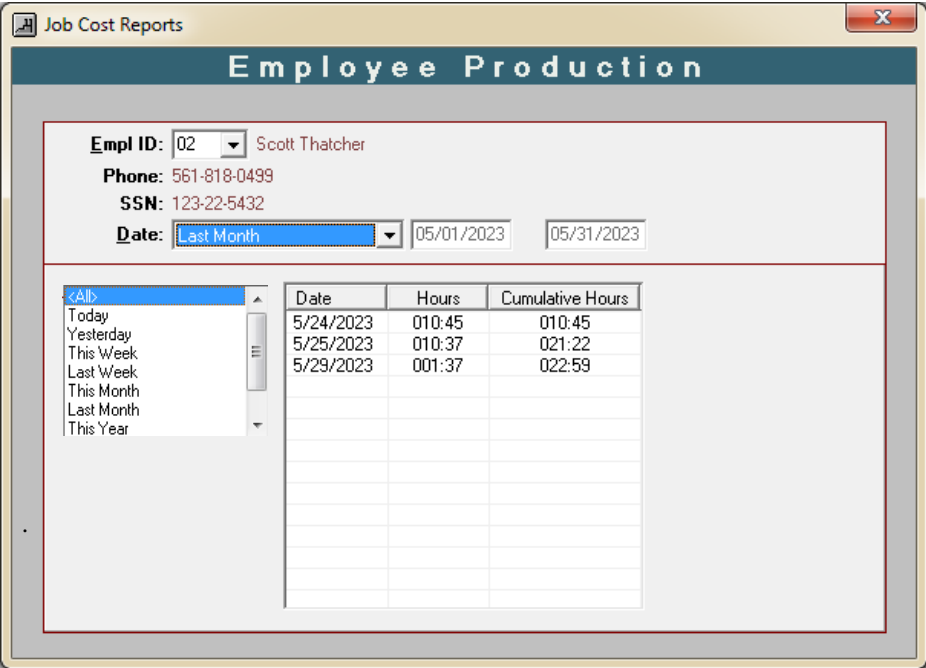 Job Cost Reports
Employee Production
Empl ID: 02 Scott Thatcher
Phone: 561-818-0499
SSN: 123-22-5432
Date: Last Month 05/01/2023 05/31/2023
<All>
Today
Yesterday
This Week
Last Week
This Month
Last Month
This Year
Date Hours Cumulative Hours
5/24/2023 010:45 010:45
5/25/2023 010:37 021:22
5/29/2023 001:37 022:59